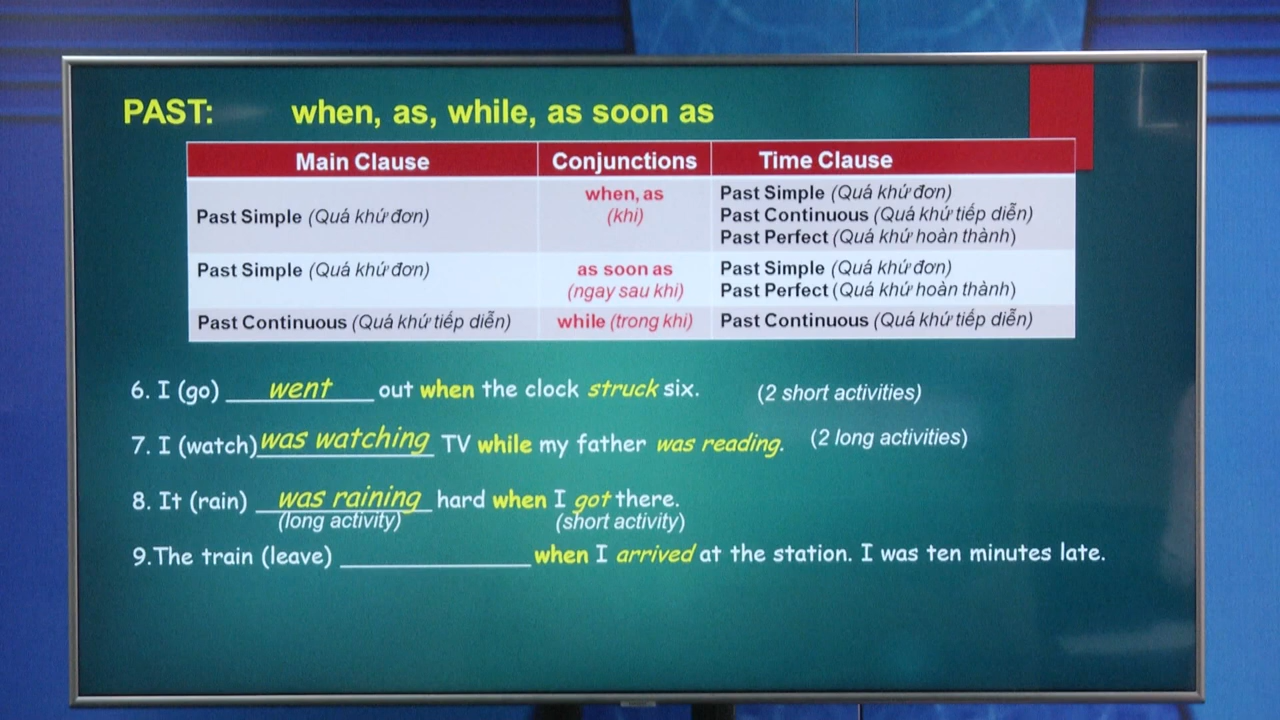 PAST: when, as, while, as soon as
Main Clause Conjunctions Time Clause
Past Simple (Quá khứ đơn)
when, as
(khi)
Past Simple (Quá khứ đơn)
Past Continuous (Quá khứ tiếp diễn)
Past Perfect (Quá khứ hoàn thành)
Past Simple (Quá khứ đơn)
as soon as
(ngay sau khi)
Past Simple (Quá khứ đơn)
Past Perfect (Quá khứ hoàn thành)
Past Continuous (Quá khứ tiếp diễn) while (trong khi) Past Continuous (Quá khứ tiếp diễn)
6. I (go) went out when the clock struck six. (2 short activities)
7. I (watch) was watching TV while my father was reading. (2 long activities)
8. It (rain) was raining hard when I got there.
(long activity) (short activity)
9.The train (leave) ______________ when I arrived at the station. I was ten minutes late.